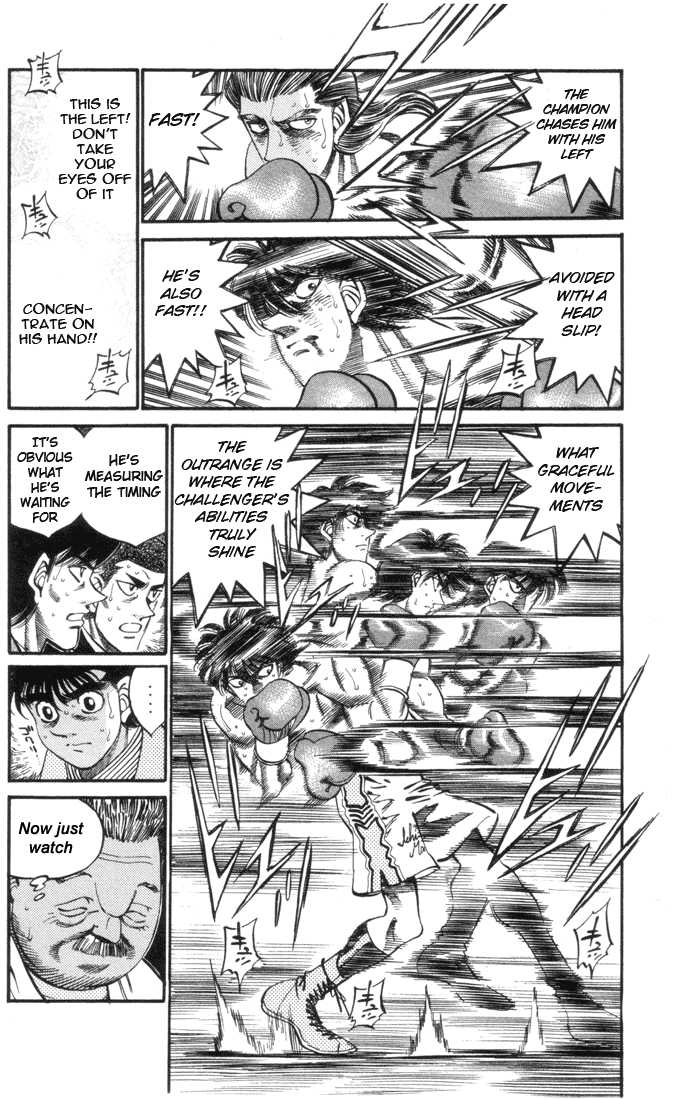 THE
CHAMPION
CHASES HIM
WITH HIS
LEFT
FAST!
THIS IS
THE LEFT!
DON'T
TAKE
YOUR
EYES OFF
OF IT
CONCEN-
TRATE ON
HIS HAND!!
AVOIDED
WITH A
HEAD
SLIP!
HE'S
ALSO
FAST!!
WHAT
GRACEFUL
MOVE-
MENTS
THE
OUTRANGE IS
WHERE THE
CHALLENGER'S
ABILITIES
TRULY
SHINE
HE'S
MEASURING
THE TIMING
IT'S
OBVIOUS
WHAT
HE'S
WAITING
FOR
...
Now just
watch